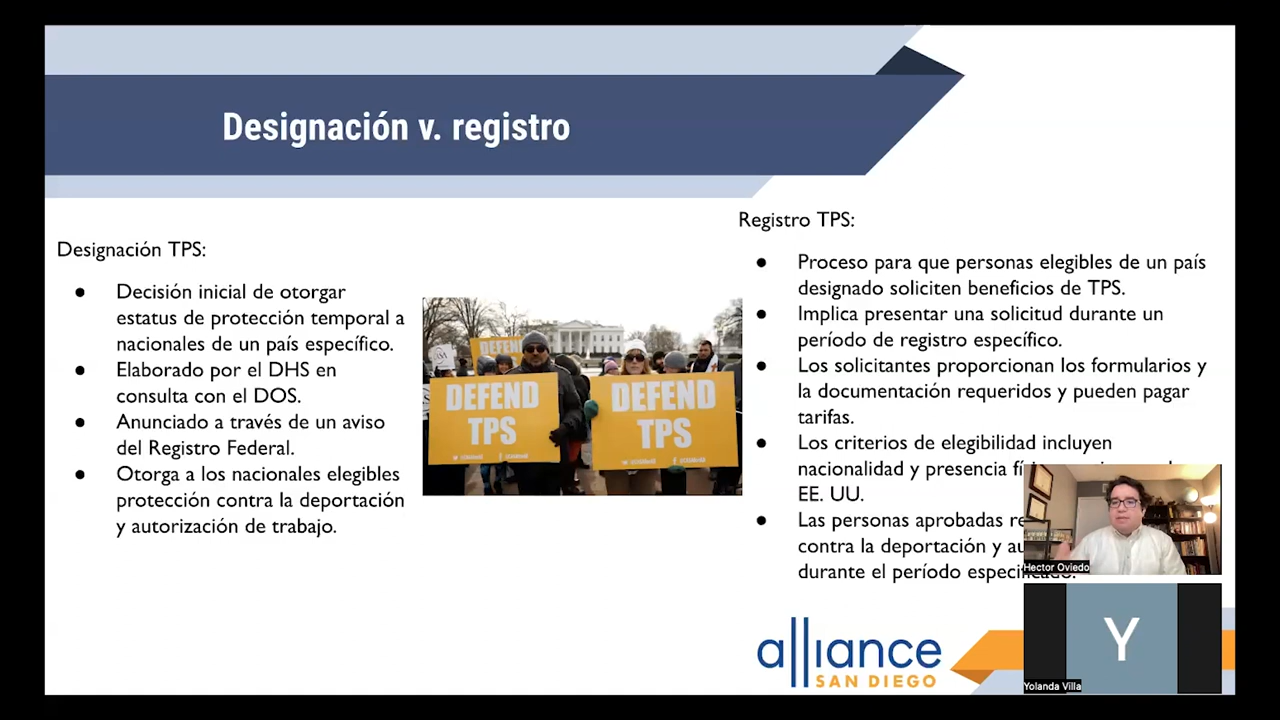 Designación v. registro
Designación TPS:
● Decisión inicial de otorgar
estatus de protección temporal a
nacionales de un país específico.
● Elaborado por el DHS en
consulta con el DOS.
● Anunciado a través de un aviso
del Registro Federal.
● Otorga a los nacionales elegibles
protección contra la deportación
y autorización de trabajo.
DEFEND
DEFEND
TPS
DEFEND
TPS
Registro TPS:
● Proceso para que personas elegibles de un país
designado soliciten beneficios de TPS.
● Implica presentar una solicitud durante un
período de registro específico.
● Los solicitantes proporcionan los formularios y
la documentación requeridos y pueden pagar
tarifas.
● Los criterios de elegibilidad incluyen
nacionalidad y presencia
EE. UU.
● Las personas aprobadas
contra la deportación y
durante el período
Hector Oviedo
alliance
SAN DIEGO
Y
Yolanda Villa